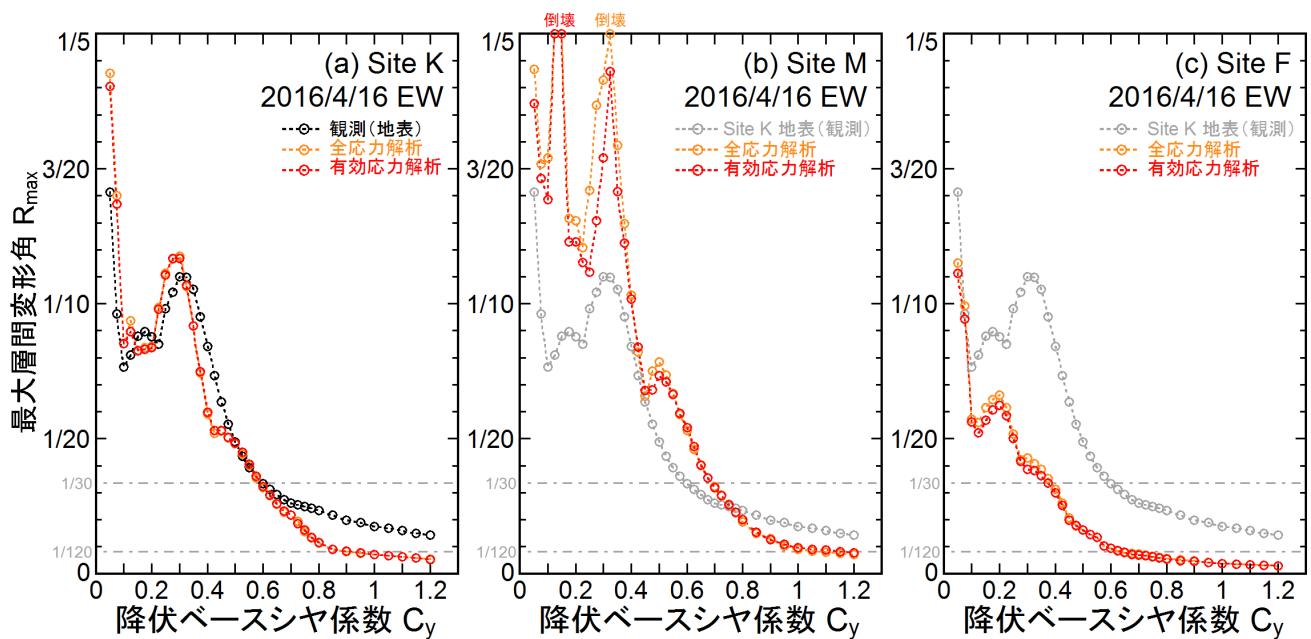 最大層間変形角 Rmax
1/5
3/20
1/10
1/20
1/30
1/120
0
(a) Site K
2016/4/16 EW
観測(地表)
全応力解析
有効応力解析
0 0.2 0.4 0.6 0.8 1 1.2
降伏ベースシヤ係数 Cy
倒壊 倒壊
1/5
3/20
1/10
1/20
1/30
1/120
0
(b) Site M
2016/4/16 EW
Site K 地表(観測)
全応力解析
有効応力解析
0 0.2 0.4 0.6 0.8 1 1.2
降伏ベースシヤ係数 Cy
1/5
3/20
1/10
1/20
1/30
1/120
0
(c) Site F
2016/4/16 EW
Site K 地表(観測)
全応力解析
有効応力解析
0 0.2 0.4 0.6 0.8 1 1.2
降伏ベースシヤ係数 Cy